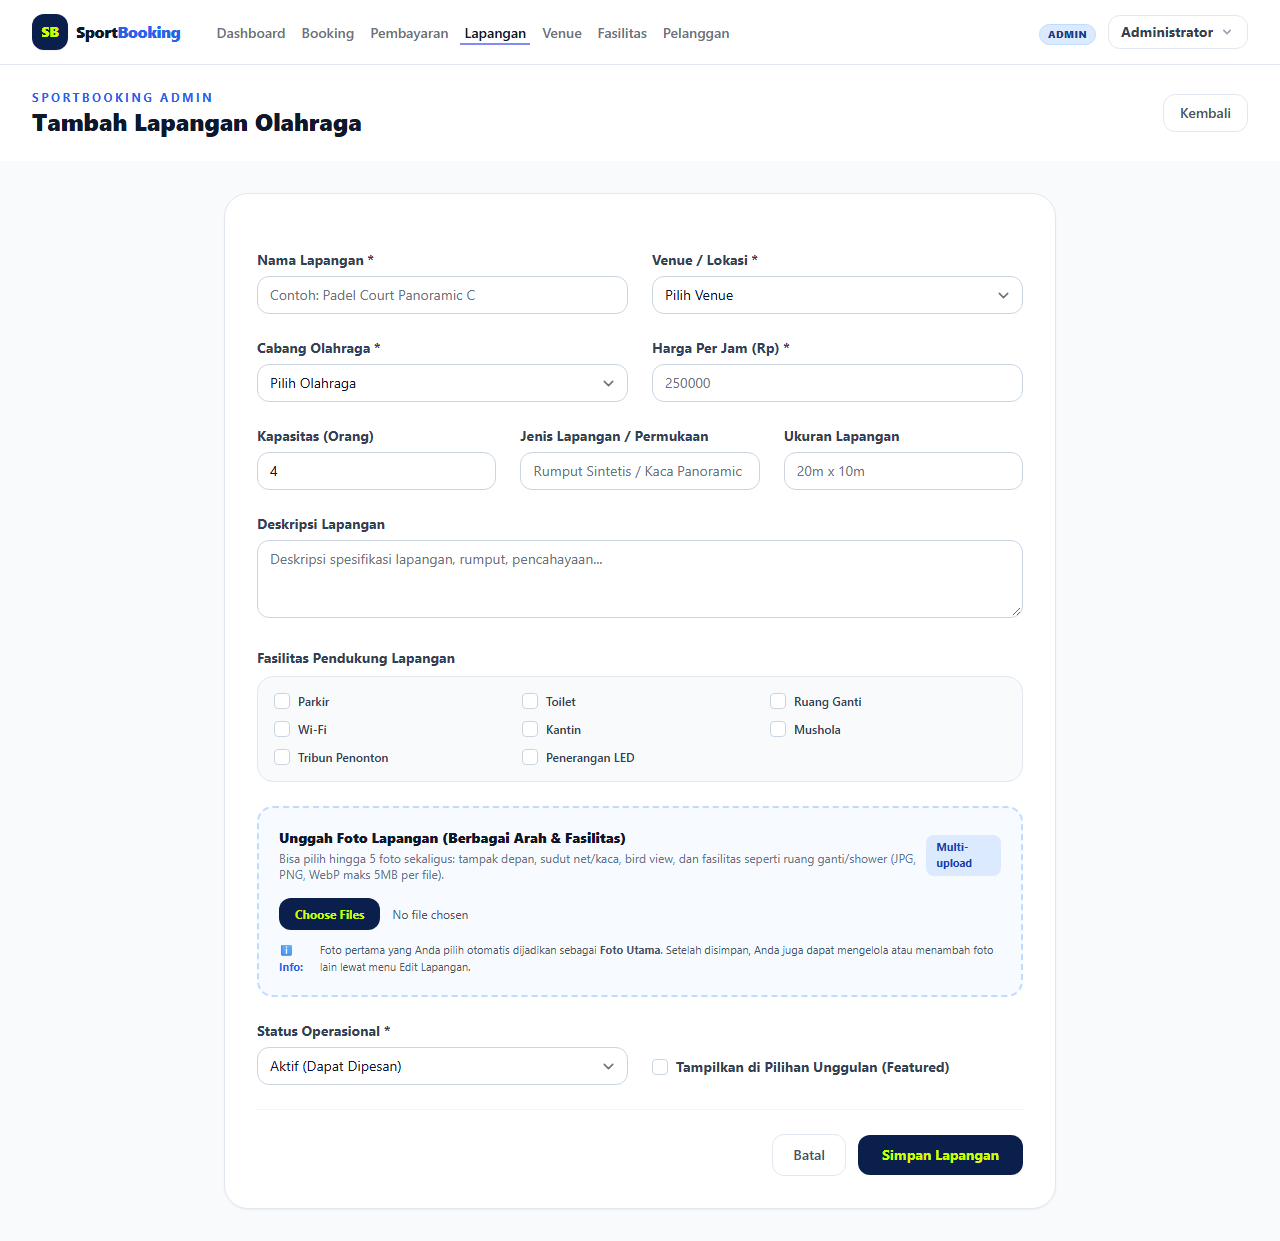 SB SportBooking Dashboard Booking Pembayaran Lapangan Venue Fasilitas Pelanggan ADMIN Administrator
SPORTBOOKING ADMIN
Tambah Lapangan Olahraga
Kembali
Nama Lapangan * Venue / Lokasi *
Contoh: Padel Court Panoramic C Pilih Venue
Cabang Olahraga * Harga Per Jam (Rp) *
Pilih Olahraga 250000
Kapasitas (Orang) Jenis Lapangan / Permukaan Ukuran Lapangan
4 Rumput Sintetis / Kaca Panoramic 20m x 10m
Deskripsi Lapangan
Deskripsi spesifikasi lapangan, rumput, pencahayaan...
Fasilitas Pendukung Lapangan
Parkir Toilet Ruang Ganti
Wi-Fi Kantin Mushola
Tribun Penonton Penerangan LED
Unggah Foto Lapangan (Berbagai Arah & Fasilitas)
Bisa pilih hingga 5 foto sekaligus: tampak depan, sudut net/kaca, bird view, dan fasilitas seperti ruang ganti/shower (JPG,
PNG, WebP maks 5MB per file).
Multi-
upload
Choose Files No file chosen
ℹ️ Info:
Foto pertama yang Anda pilih otomatis dijadikan sebagai Foto Utama. Setelah disimpan, Anda juga dapat mengelola atau menambah foto
lain lewat menu Edit Lapangan.
Status Operasional *
Aktif (Dapat Dipesan) Tampilkan di Pilihan Unggulan (Featured)
Batal Simpan Lapangan